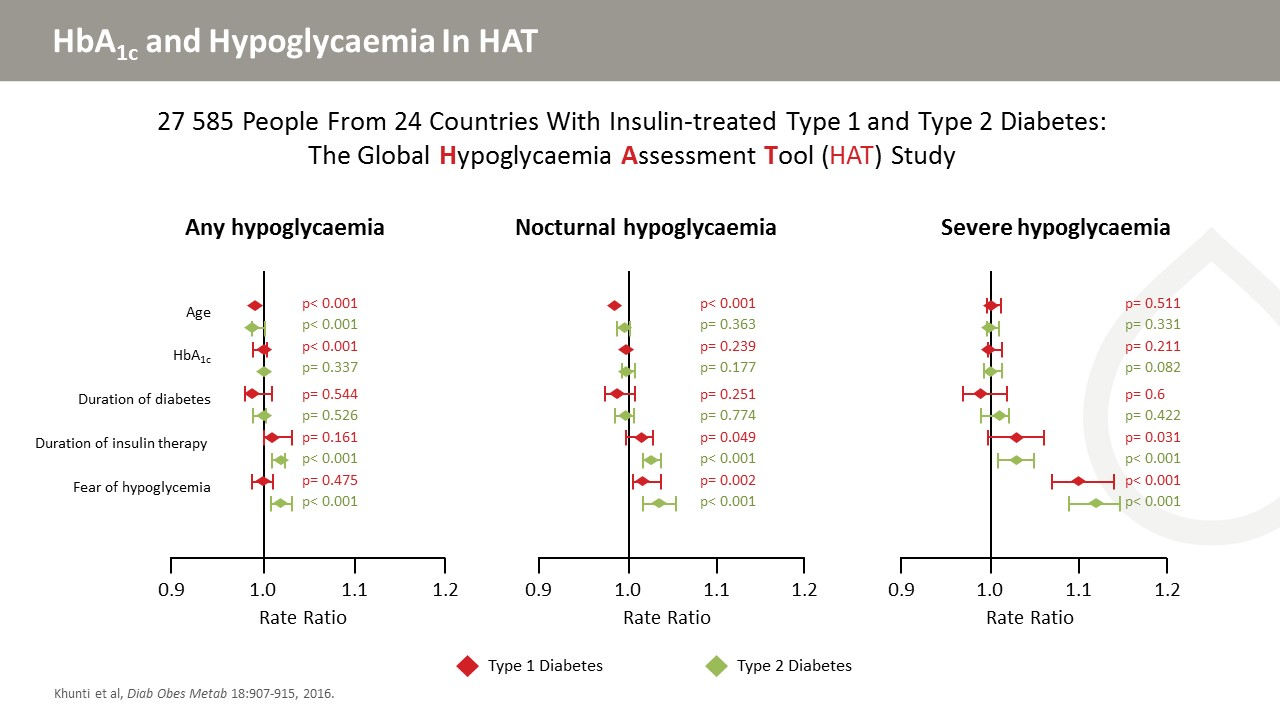 HbA1c and Hypoglycaemia In HAT
27 585 People From 24 Countries With Insulin-treated Type 1 and Type 2 Diabetes:
The Global Hypoglycaemia Assessment Tool (HAT) Study
Any hypoglycaemia
Age
HbA1c
Duration of diabetes
Duration of insulin therapy
Fear of hypoglycemia
p< 0.001
p< 0.001
p< 0.001
p= 0.337
p= 0.544
p= 0.526
p= 0.161
p< 0.001
p= 0.475
p< 0.001
0.9 1.0 1.1 1.2
Rate Ratio
Nocturnal hypoglycaemia
p< 0.001
p= 0.363
p= 0.239
p= 0.177
p= 0.251
p= 0.774
p= 0.049
p< 0.001
p= 0.002
p< 0.001
0.9 1.0 1.1 1.2
Rate Ratio
Severe hypoglycaemia
p= 0.511
p= 0.331
p= 0.211
p= 0.082
p= 0.6
p= 0.422
p= 0.031
p< 0.001
p< 0.001
p< 0.001
0.9 1.0 1.1 1.2
Rate Ratio
Type 1 Diabetes
Type 2 Diabetes
Khunti et al, Diab Obes Metab 18:907-915, 2016.